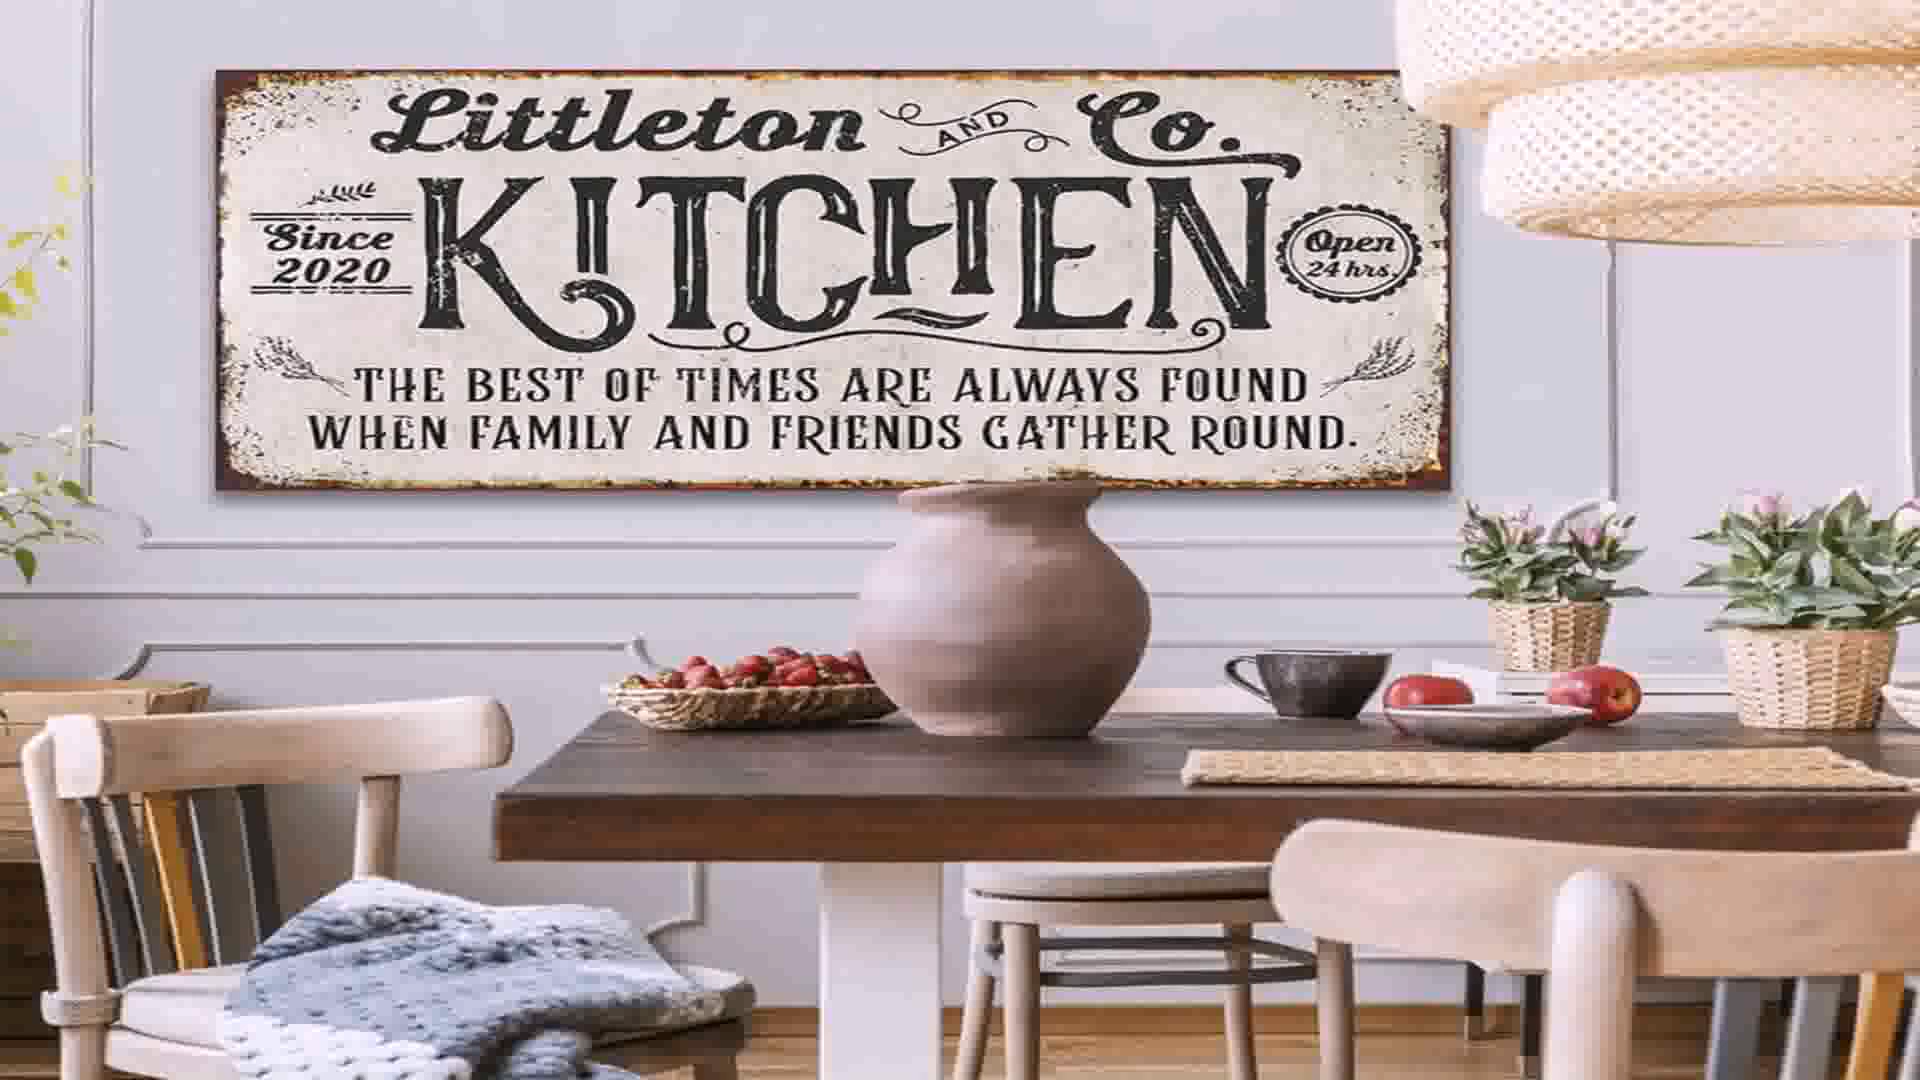 Littleton AND Co.
Since
2020
KITCHEN
Open
24 hrs.
THE BEST OF TIMES ARE ALWAYS FOUND
WHEN FAMILY AND FRIENDS GATHER ROUND.